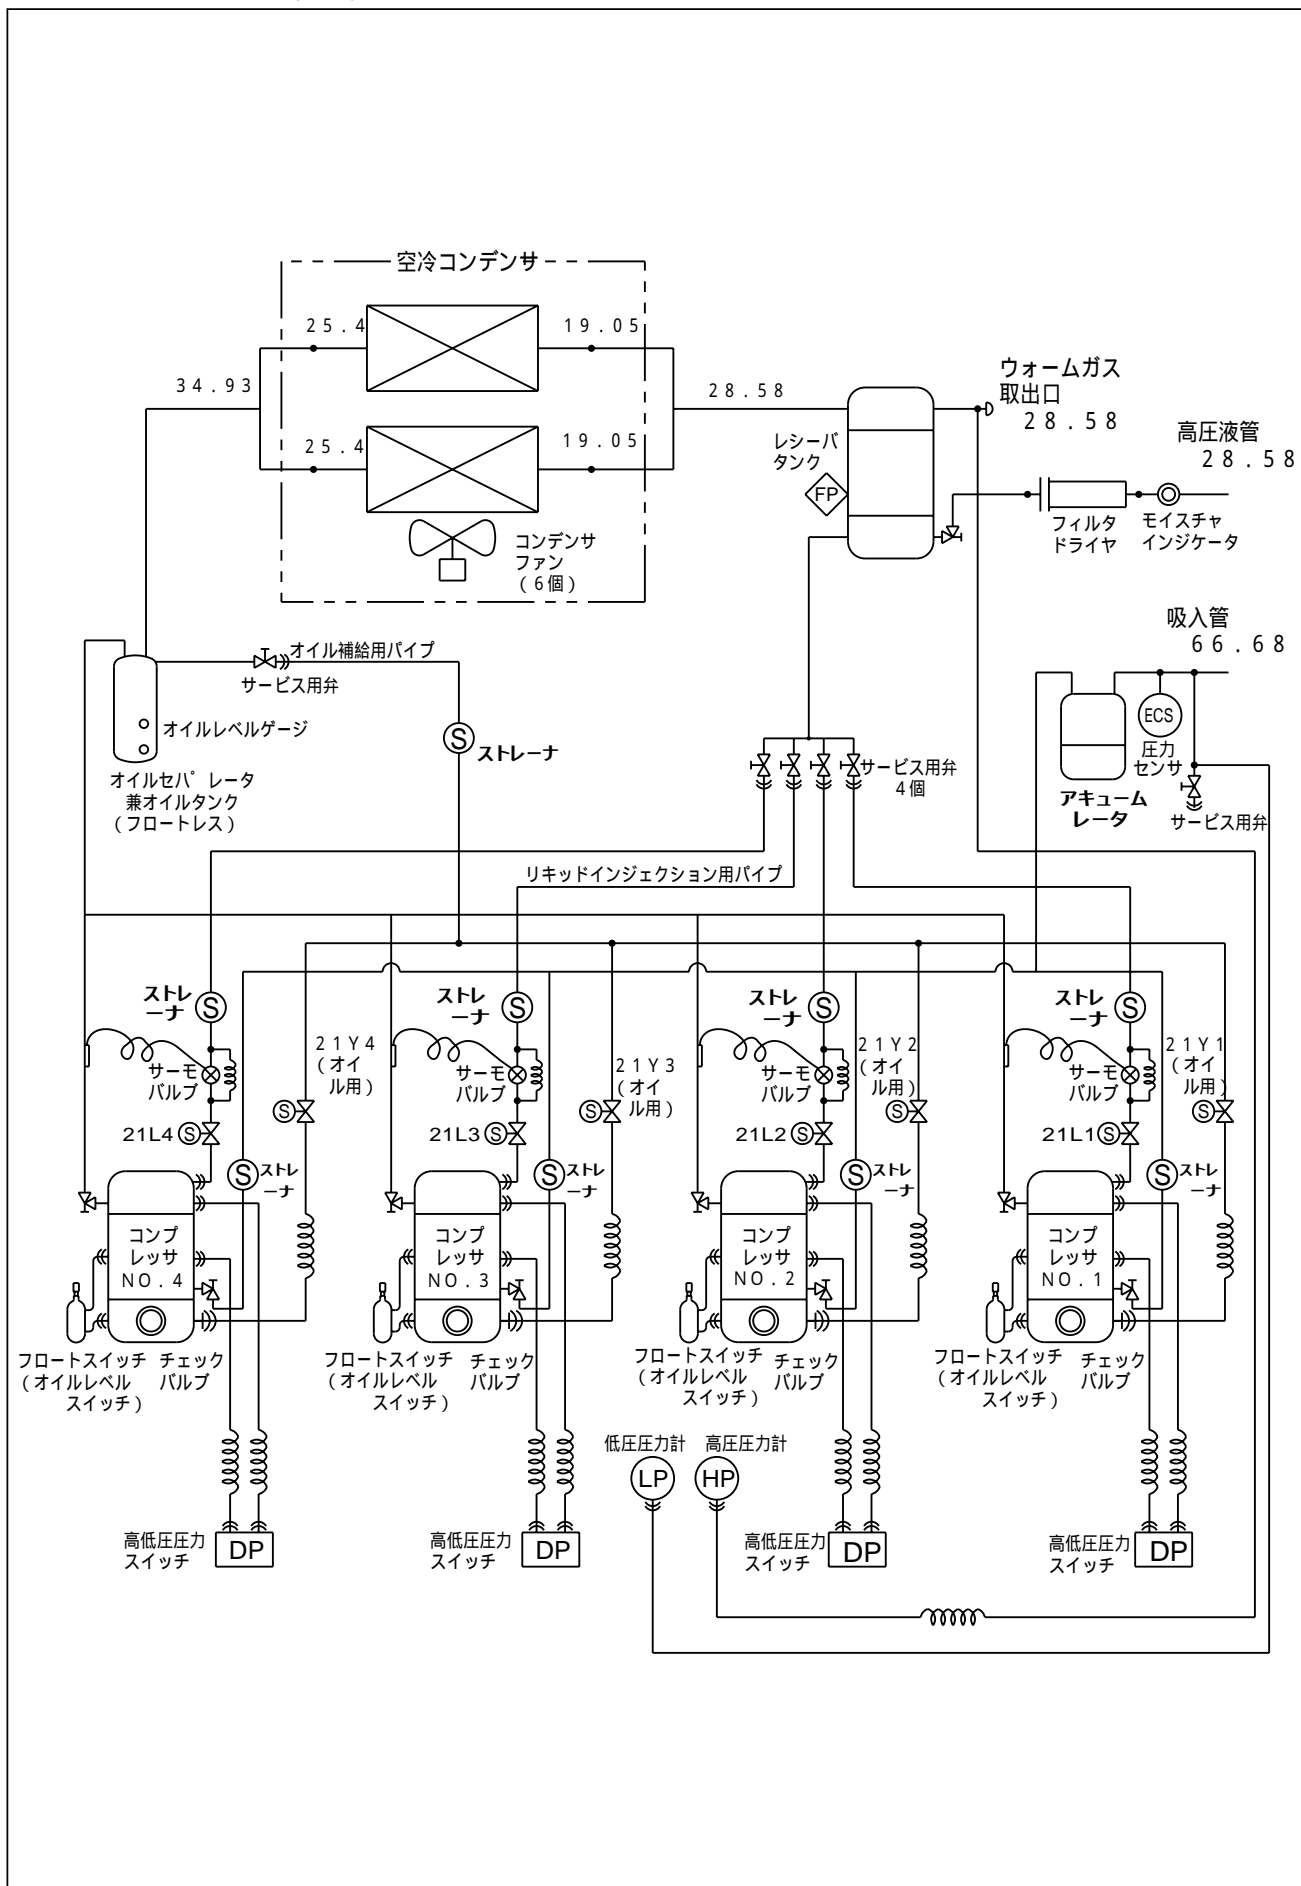 空冷コンデンサ
25.4
19.05
34.93
28.58
25.4
19.05
コンデンサ
ファン
(6個)
レシーバ
タンク
FP
ウォームガス
取出口
28.58
高圧液管
28.58
フィルタ
ドライヤ
モイスチャ
インジケータ
吸入管
66.68
オイル補給用パイプ
サービス用弁
オイルレベルゲージ
オイルセパレータ
兼オイルタンク
(フロートレス)
S
ストレーナ
サービス用弁
4個
ECS
圧力
センサ
アキューム
レータ
サービス用弁
リキッドインジェクション用パイプ
ストレ
ーナ
S
サーモ
バルブ
21Y4
(オイ
ル用)
S
21L4
S
S
ストレ
ーナ
コンプ
レッサ
NO.4
フロートスイッチ
(オイルレベル
スイッチ)
チェック
バルブ
高低圧圧力
スイッチ
DP
ストレ
ーナ
S
サーモ
バルブ
21Y3
(オイ
ル用)
S
21L3
S
S
ストレ
ーナ
コンプ
レッサ
NO.3
フロートスイッチ
(オイルレベル
スイッチ)
チェック
バルブ
高低圧圧力
スイッチ
DP
ストレ
ーナ
S
サーモ
バルブ
21Y2
(オイ
ル用)
S
21L2
S
S
ストレ
ーナ
コンプ
レッサ
NO.2
フロートスイッチ
(オイルレベル
スイッチ)
チェック
バルブ
低圧圧力計
LP
高圧圧力計
HP
高低圧圧力
スイッチ
DP
ストレ
ーナ
S
サーモ
バルブ
21Y1
(オイ
ル用)
S
21L1
S
S
ストレ
ーナ
コンプ
レッサ
NO.1
フロートスイッチ
(オイルレベル
スイッチ)
チェック
バルブ
高低圧圧力
スイッチ
DP